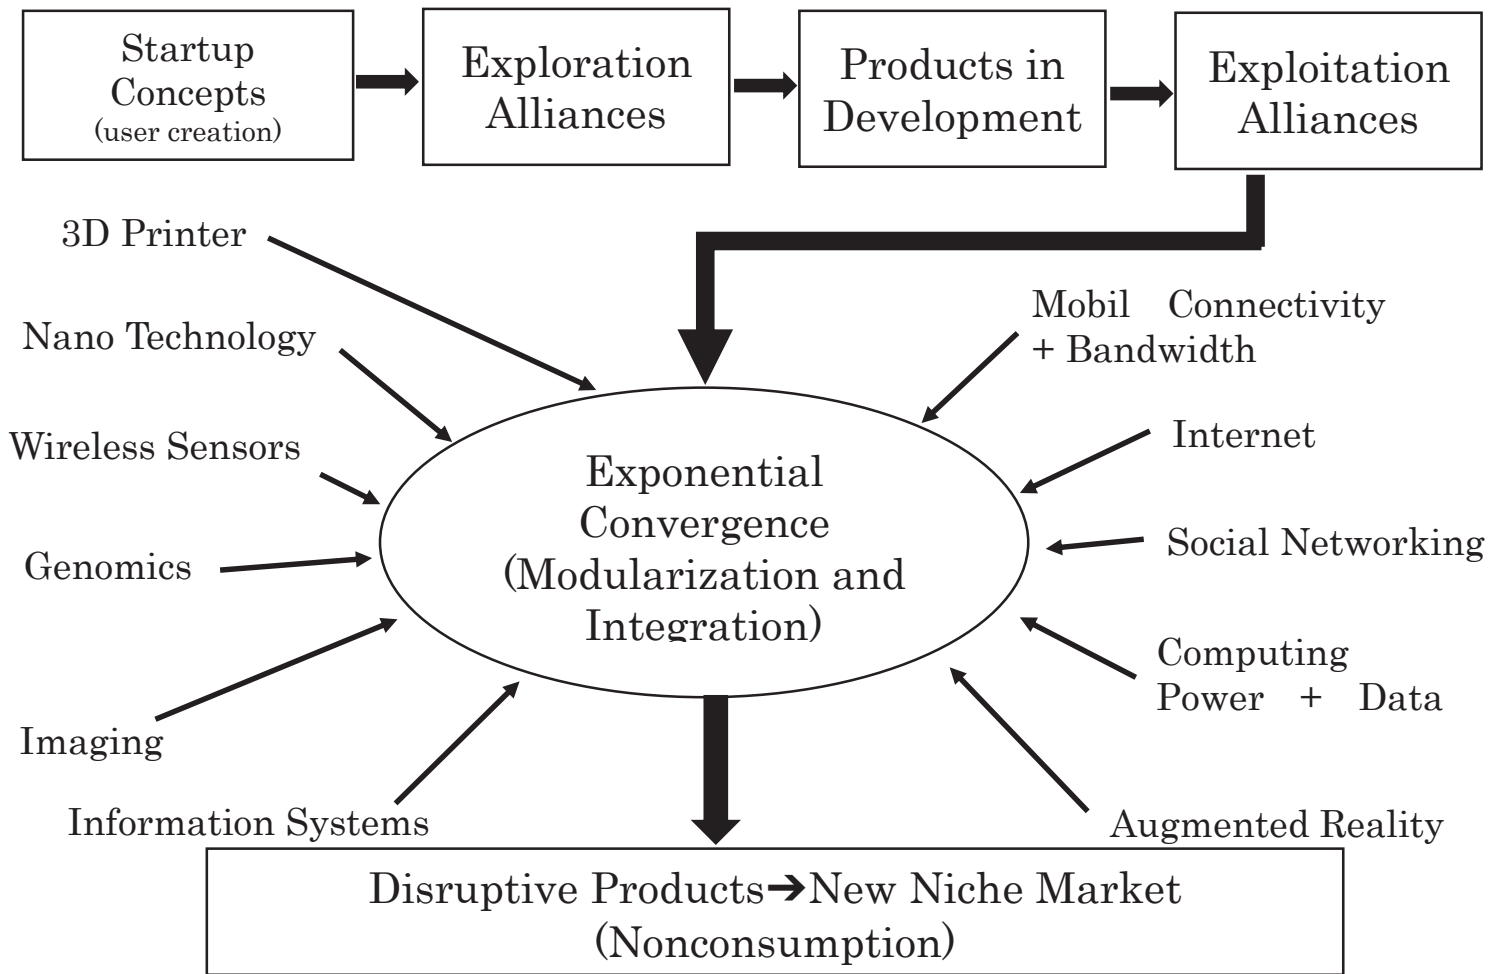 Startup
Concepts
(user creation)
Exploration
Alliances
Products in
Development
Exploitation
Alliances
3D Printer
Nano Technology
Wireless Sensors
Genomics
Imaging
Information Systems
Mobil Connectivity
+ Bandwidth
Internet
Social Networking
Computing
Power + Data
Augmented Reality
Exponential
Convergence
(Modularization and
Integration)
Disruptive Products➔New Niche Market
(Nonconsumption)